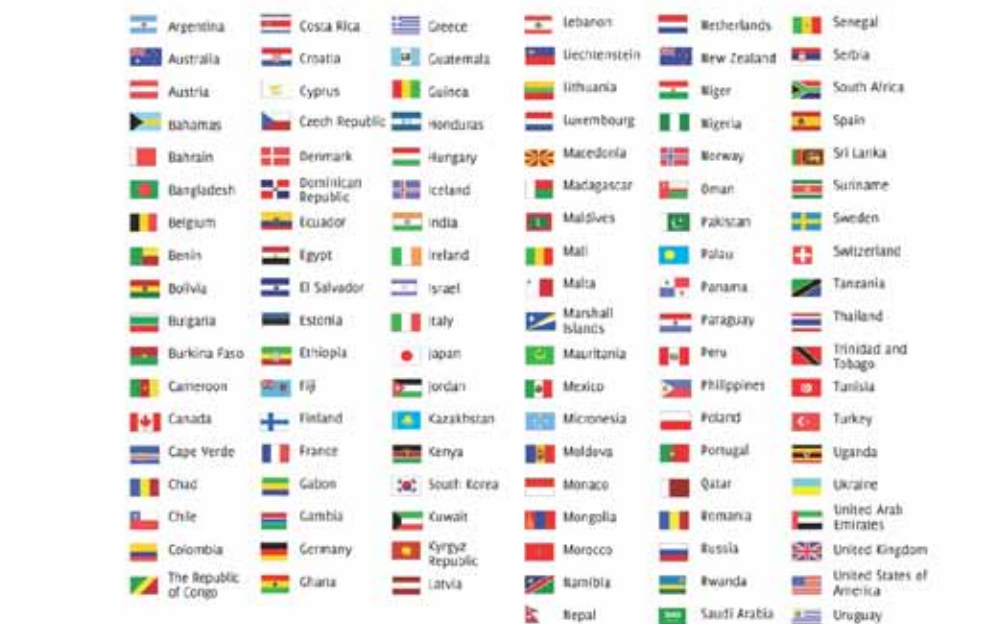 Argentina
Australia
Austria
Bahamas
Bahrain
Bangladesh
Belgium
Benin
Bolivia
Bulgaria
Burkina Faso
Cameroon
Canada
Cape Verde
Chad
Chile
Colombia
The Republic
of Congo
Costa Rica
Croatia
Cyprus
Czech Republic
Denmark
Dominican
Republic
Ecuador
Egypt
El Salvador
Estonia
Ethiopia
Fiji
Finland
France
Gabon
Gambia
Germany
Ghana
Greece
Guatemala
Guinea
Honduras
Hungary
Iceland
India
Ireland
Israel
Italy
Japan
Jordan
Kazakhstan
Kenya
South Korea
Kuwait
Kyrgyz
Republic
Latvia
Lebanon
Liechtenstein
Lithuania
Luxembourg
Macedonia
Madagascar
Maldives
Mali
Malta
Marshall
Islands
Mauritania
Mexico
Micronesia
Moldova
Monaco
Mongolia
Morocco
Namibia
Nepal
Netherlands
New Zealand
Niger
Nigeria
Norway
Oman
Pakistan
Palau
Panama
Paraguay
Peru
Philippines
Poland
Portugal
Qatar
Romania
Russia
Rwanda
Saudi Arabia
Senegal
Serbia
South Africa
Spain
Sri Lanka
Suriname
Sweden
Switzerland
Tanzania
Thailand
Trinidad and
Tobago
Tunisia
Turkey
Uganda
Ukraine
United Arab
Emirates
United Kingdom
United States of
America
Uruguay